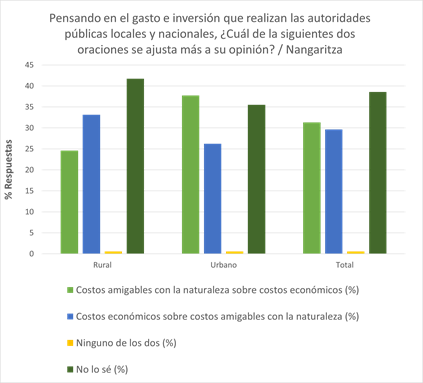 Pensando en el gasto e inversión que realizan las autoridades
públicas locales y nacionales, ¿Cuál de la siguientes dos
oraciones se ajusta más a su opinión? / Nangaritza
% Respuestas
45
40
35
30
25
20
15
10
5
0
Rural
Urbano
Total
Costos amigables con la naturaleza sobre costos económicos (%)
Costos económicos sobre costos amigables con la naturaleza (%)
Ninguno de los dos (%)
No lo sé (%)